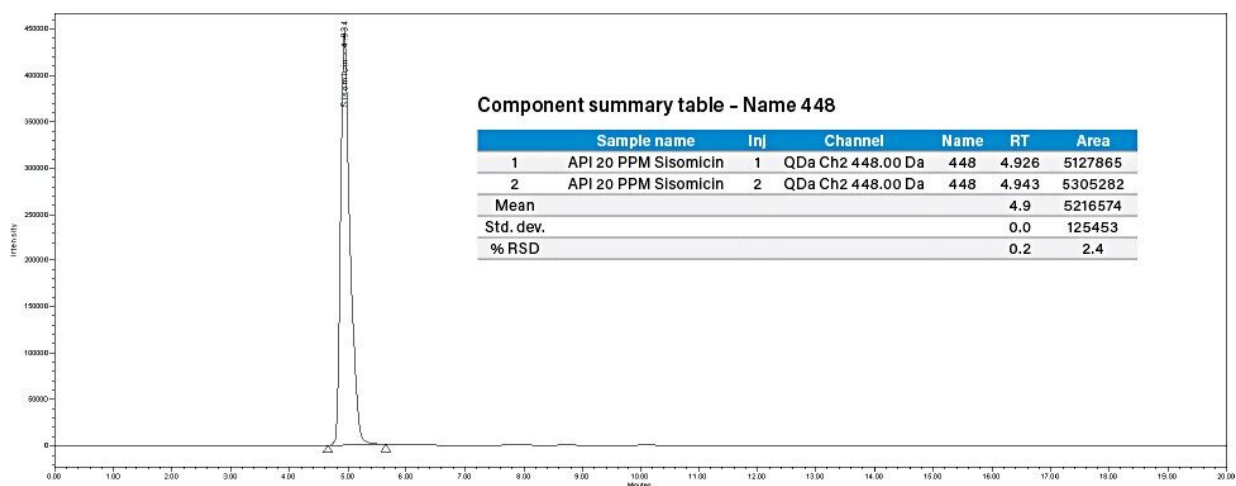 450000
400000
350000
300000
250000
200000
150000
100000
50000
0
Intensity
Sisomicin - 4.934
Component summary table – Name 448
Sample name Inj Channel Name RT Area
1 API 20 PPM Sisomicin 1 QDa Ch2 448.00 Da 448 4.926 5127865
2 API 20 PPM Sisomicin 2 QDa Ch2 448.00 Da 448 4.943 5305282
Mean 4.9 5216574
Std. dev. 0.0 125453
% RSD 0.2 2.4
0.00 1.00 2.00 3.00 4.00 5.00 6.00 7.00 8.00 9.00 10.00 11.00 12.00 13.00 14.00 15.00 16.00 17.00 18.00 19.00 20.00
Minutes